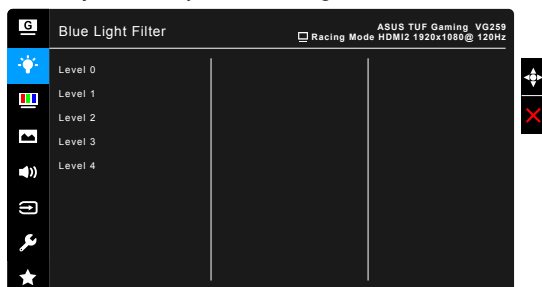 G
Blue Light Filter
ASUS TUF Gaming VG259
Racing Mode HDMI2 1920x1080@ 120Hz
Level 0
Level 1
Level 2
Level 3
Level 4